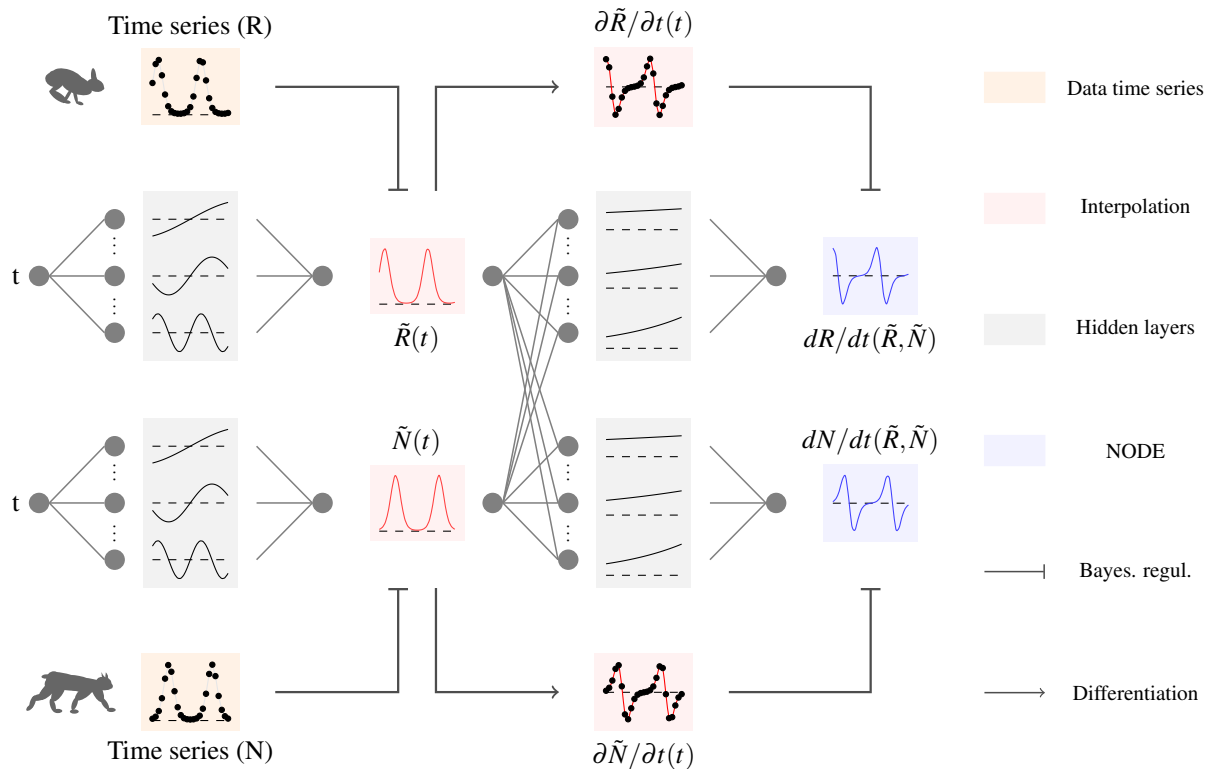 Time series (R)
∂R̃/∂t(t)
Data time series
Interpolation
t
R̃(t)
dR/dt(R̃,Ñ)
Hidden layers
Ñ(t)
dN/dt(R̃,Ñ)
NODE
t
Bayes. regul.
Differentiation
Time series (N)
∂Ñ/∂t(t)